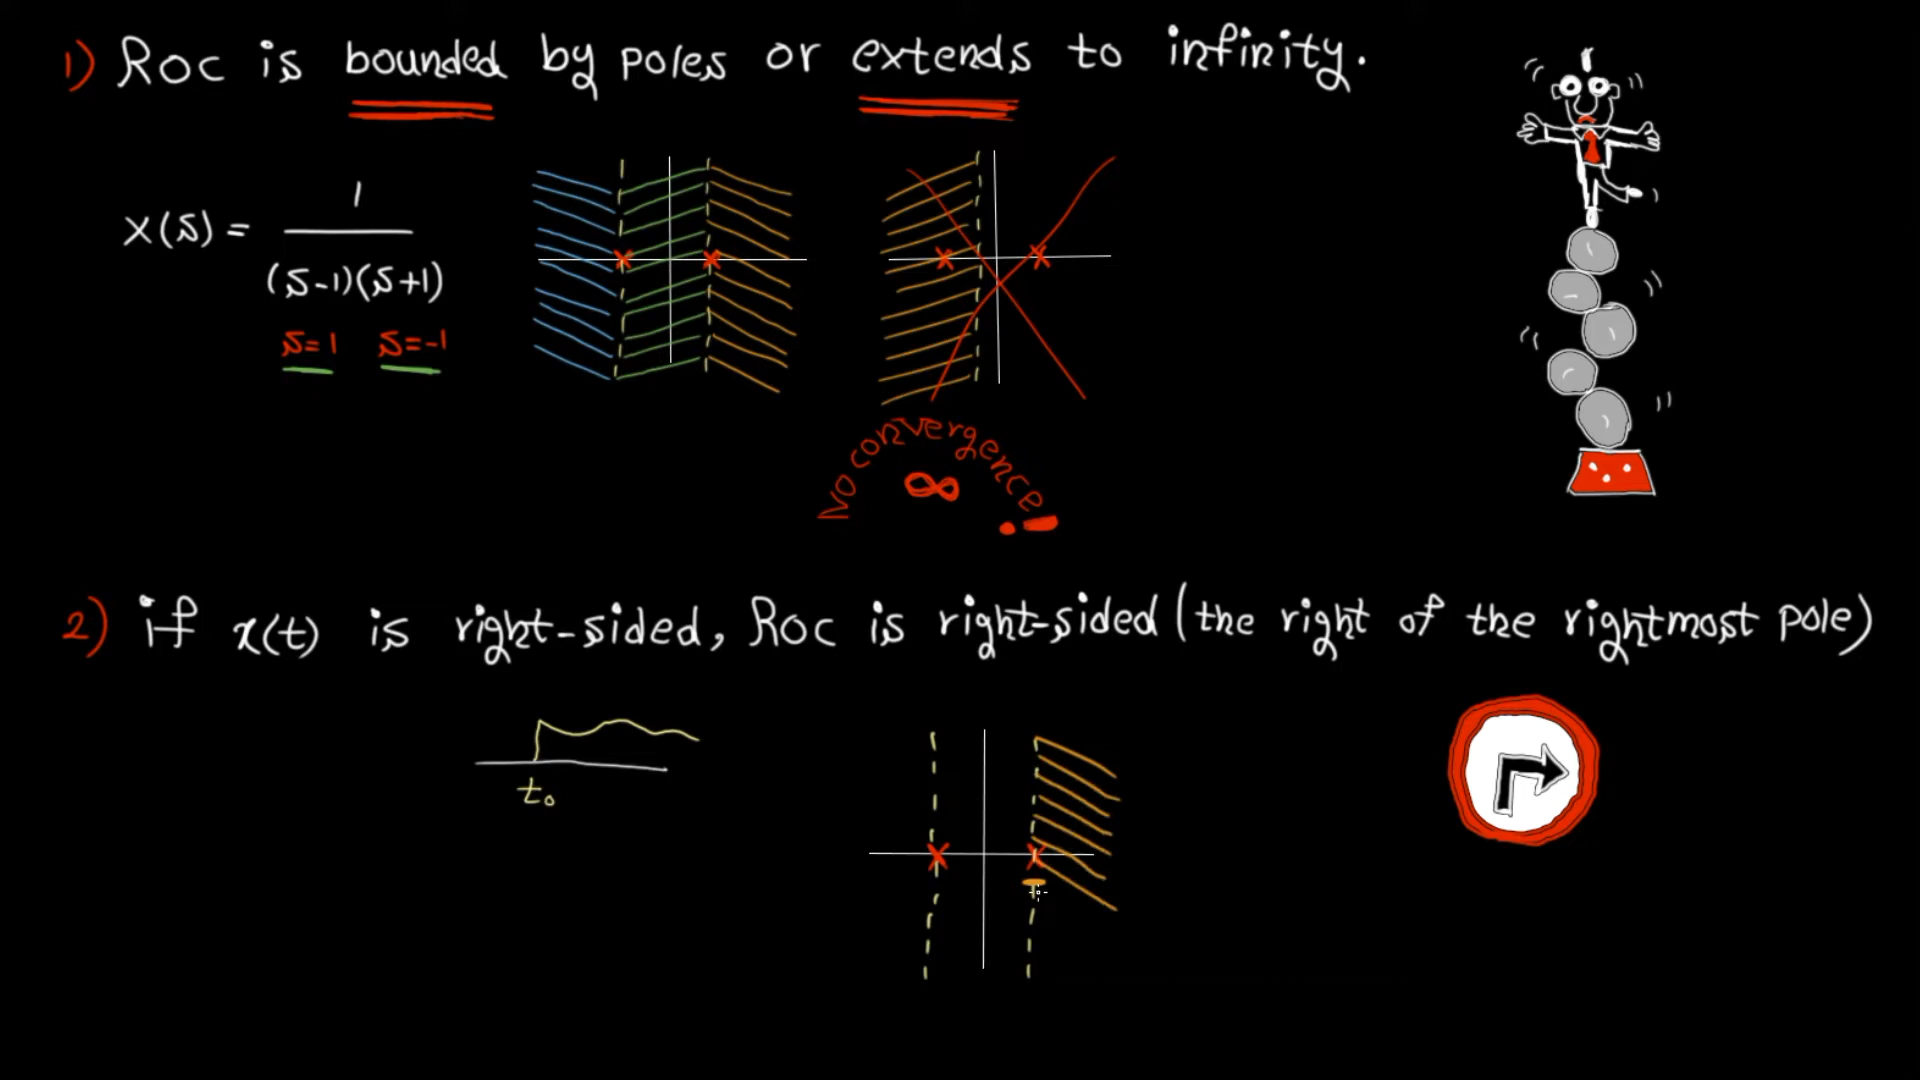 1) Roc is bounded by poles or extends to infinity.
X(s) = 1
(s-1)(s+1)
s=1 s=-1
No convergence!
∞
2) if x(t) is right-sided, Roc is right-sided (the right of the rightmost pole)
t₀